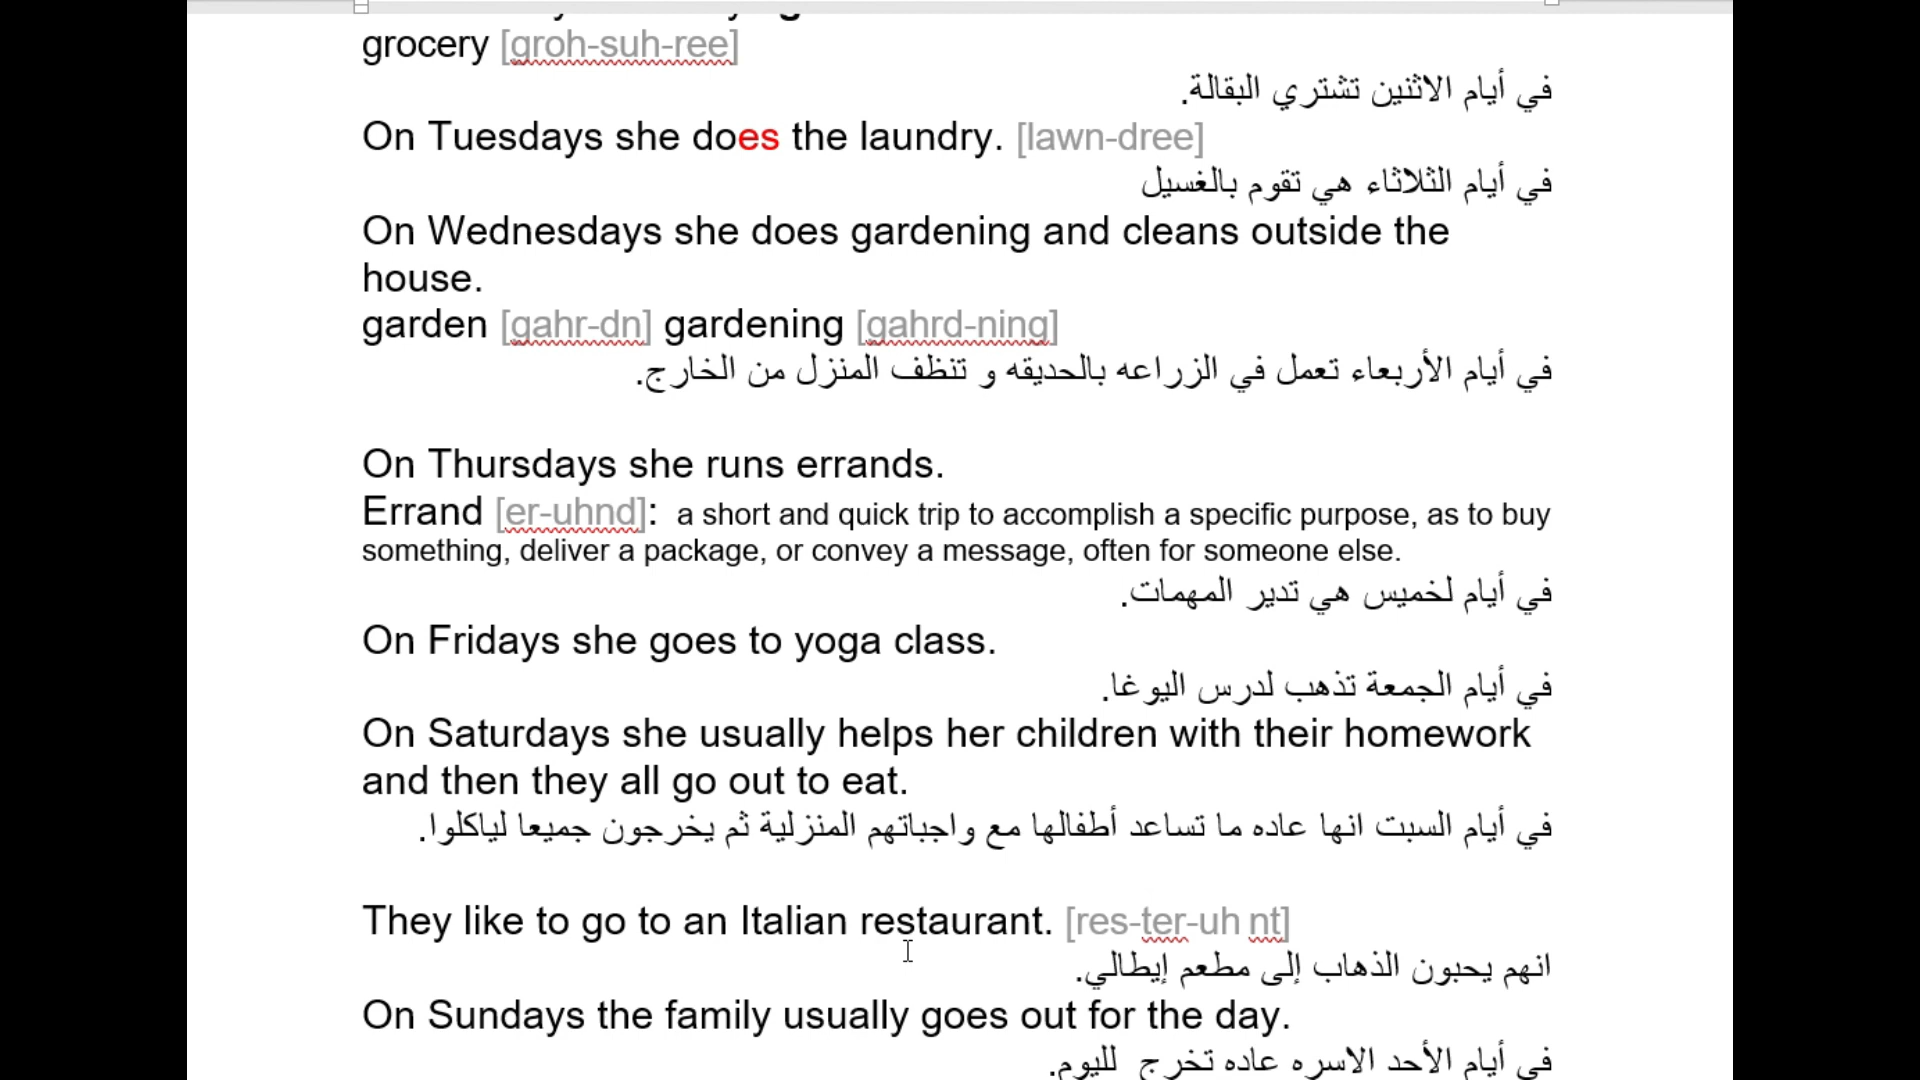 grocery [groh-suh-ree]
في أيام الاثنين تشتري البقالة.
On Tuesdays she does the laundry. [lawn-dree]
في أيام الثلاثاء هي تقوم بالغسيل
On Wednesdays she does gardening and cleans outside the
house.
garden [gahr-dn] gardening [gahrd-ning]
في أيام الأربعاء تعمل في الزراعه بالحديقه و تنظف المنزل من الخارج.
On Thursdays she runs errands.
Errand [er-uhnd]: a short and quick trip to accomplish a specific purpose, as to buy
something, deliver a package, or convey a message, often for someone else.
في أيام لخميس هي تدير المهمات.
On Fridays she goes to yoga class.
في أيام الجمعة تذهب لدرس اليوغا.
On Saturdays she usually helps her children with their homework
and then they all go out to eat.
في أيام السبت انها عاده ما تساعد أطفالها مع واجباتهم المنزلية ثم يخرجون جميعا لياكلوا.
They like to go to an Italian restaurant. [res-ter-uh nt]
انهم يحبون الذهاب إلى مطعم إيطالي.
On Sundays the family usually goes out for the day.
في أيام الأحد الاسره عاده تخرج لليوم.